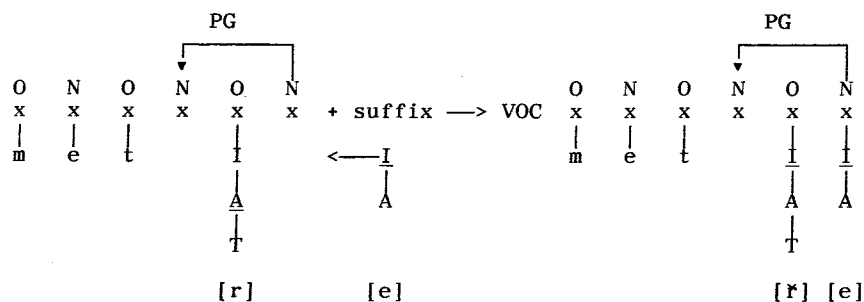 PG PG
O N O N O N O N O N O N
x x x x x x + suffix —> VOC x x x x x x
m e t I <— I m e t I I
A A A A
T T
[r] [e] [ř] [e]